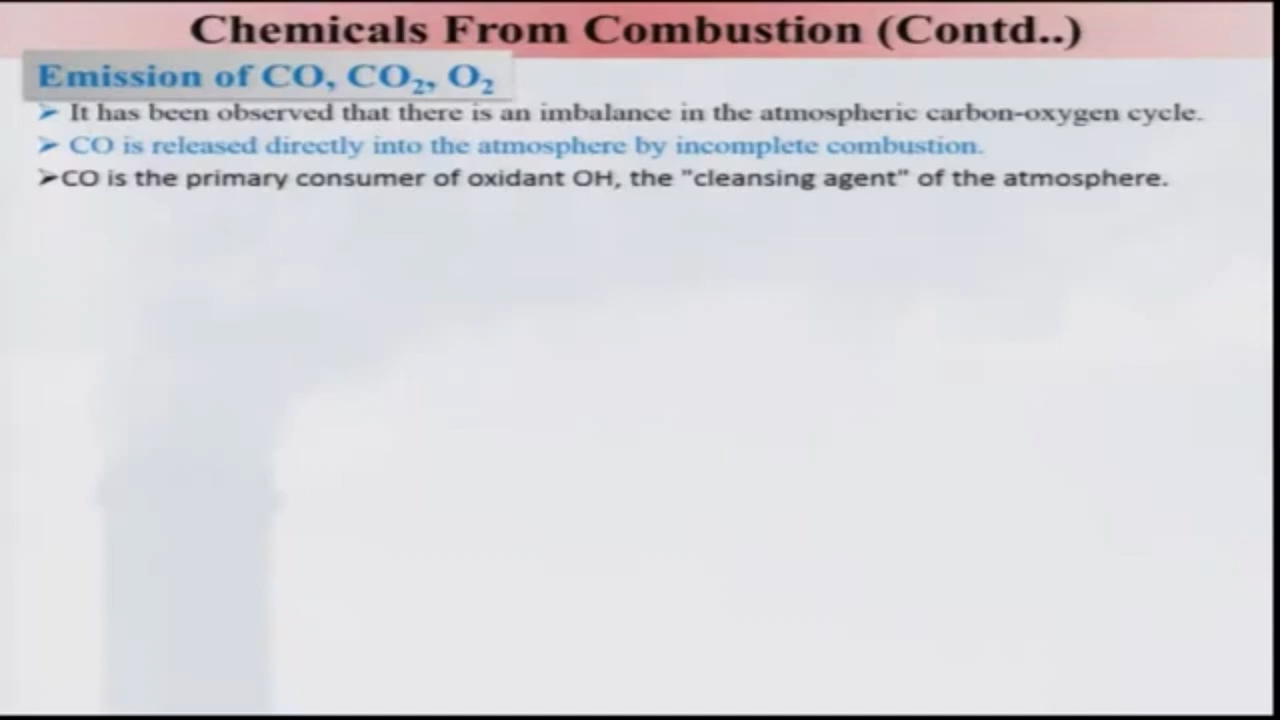 Chemicals From Combustion (Contd..)
Emission of CO, CO₂, O₂
➢ It has been observed that there is an imbalance in the atmospheric carbon-oxygen cycle.
➢ CO is released directly into the atmosphere by incomplete combustion.
➢CO is the primary consumer of oxidant OH, the "cleansing agent" of the atmosphere.